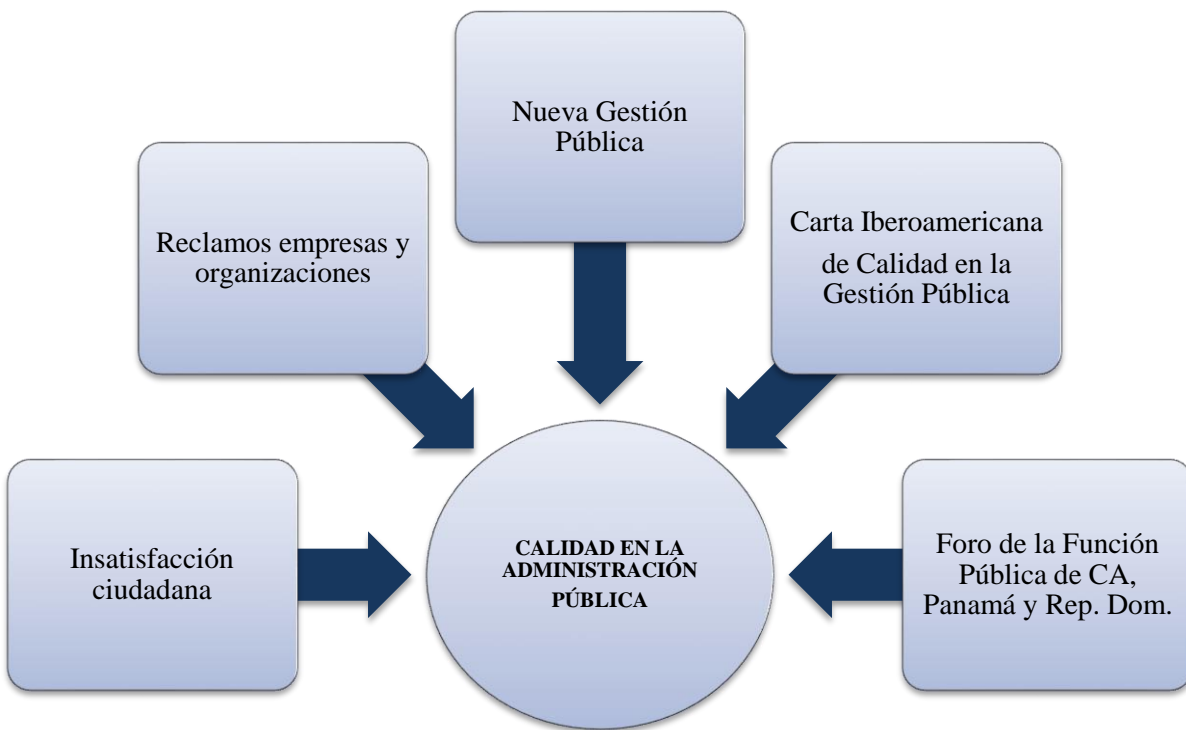 Nueva Gestión
Pública
Reclamos empresas y
organizaciones
Carta Iberoamericana
de Calidad en la
Gestión Pública
Insatisfacción
ciudadana
CALIDAD EN LA
ADMINISTRACIÓN
PÚBLICA
Foro de la Función
Pública de CA,
Panamá y Rep. Dom.